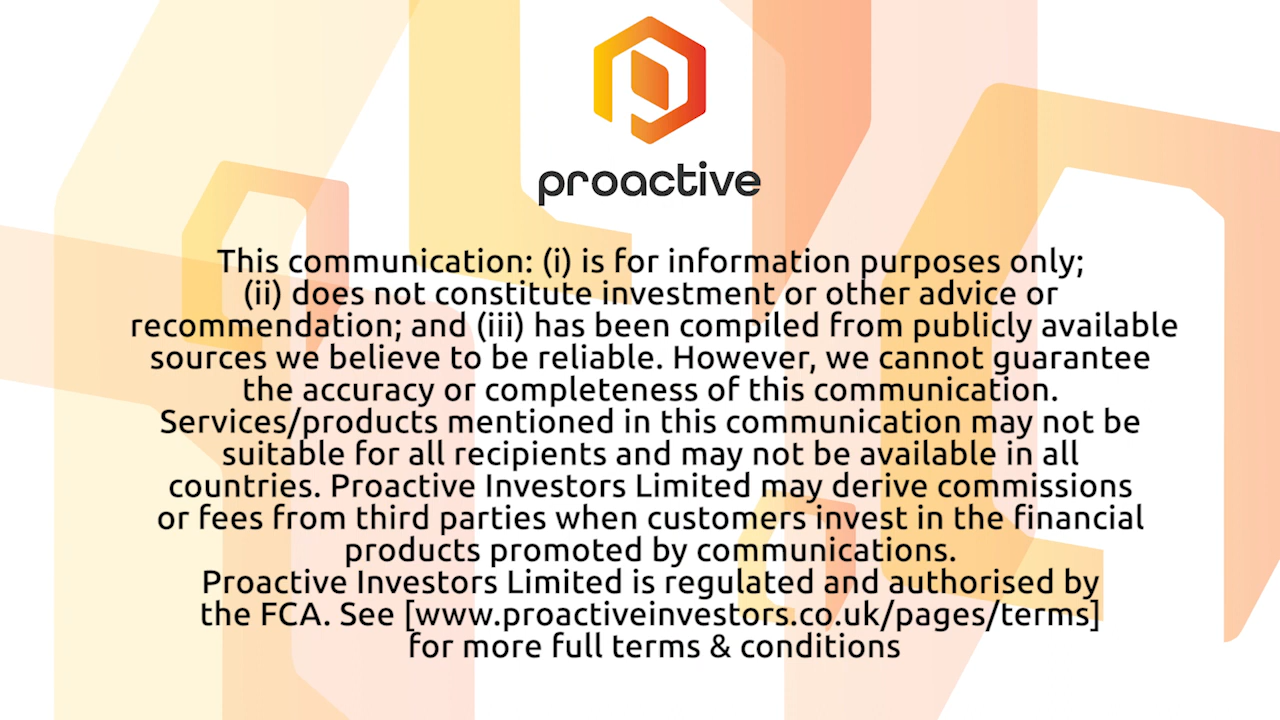 proactive
This communication: (i) is for information purposes only;
(ii) does not constitute investment or other advice or
recommendation; and (iii) has been compiled from publicly available
sources we believe to be reliable. However, we cannot guarantee
the accuracy or completeness of this communication.
Services/products mentioned in this communication may not be
suitable for all recipients and may not be available in all
countries. Proactive Investors Limited may derive commissions
or fees from third parties when customers invest in the financial
products promoted by communications.
Proactive Investors Limited is regulated and authorised by
the FCA. See [www.proactiveinvestors.co.uk/pages/terms]
for more full terms & conditions